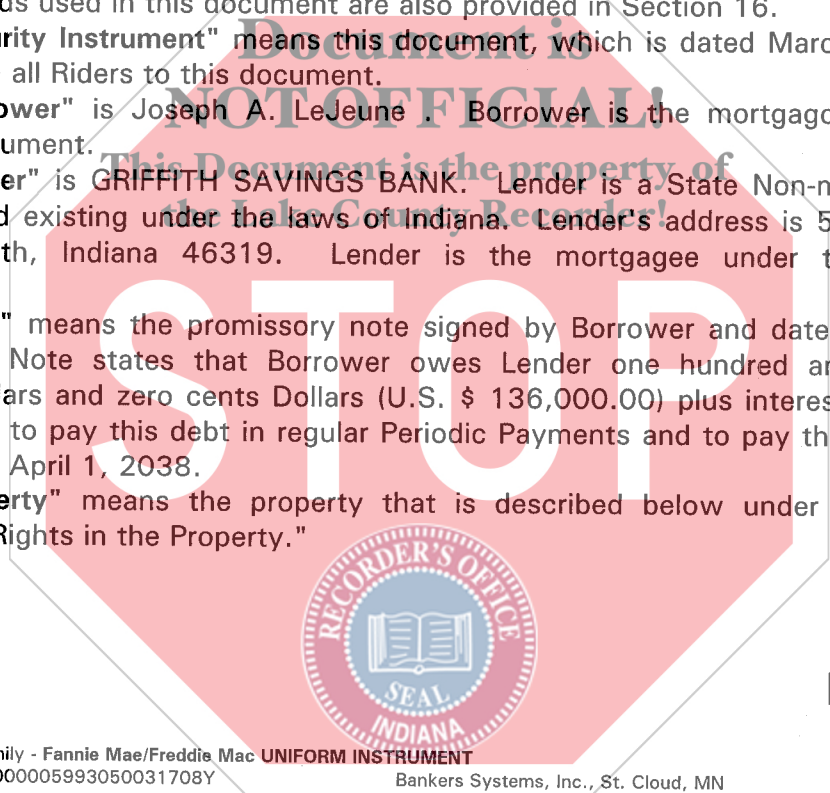 ds used in this document are also provided in Section 16.
rity Instrument" means this document, which is dated Marc
all Riders to this document.
ower" is Joseph A. LeJeune . Borrower is the mortgago
ument.
er" is GRIFFITH SAVINGS BANK. Lender is a State Non-m
d existing under the laws of Indiana. Lender's address is 5
th, Indiana 46319. Lender is the mortgagee under t
" means the promissory note signed by Borrower and date
Note states that Borrower owes Lender one hundred an
ars and zero cents Dollars (U.S. $ 136,000.00) plus interes
to pay this debt in regular Periodic Payments and to pay th
April 1, 2038.
erty" means the property that is described below under
Rights in the Property."
Document is
NOT OFFICIAL!
This Document is the property of
the Lake County Recorder!
STOP
RECORDER'S OFFICE
SEAL
INDIANA
mily - Fannie Mae/Freddie Mac UNIFORM INSTRUMENT
000005993050031708Y
Bankers Systems, Inc., St. Cloud, MN